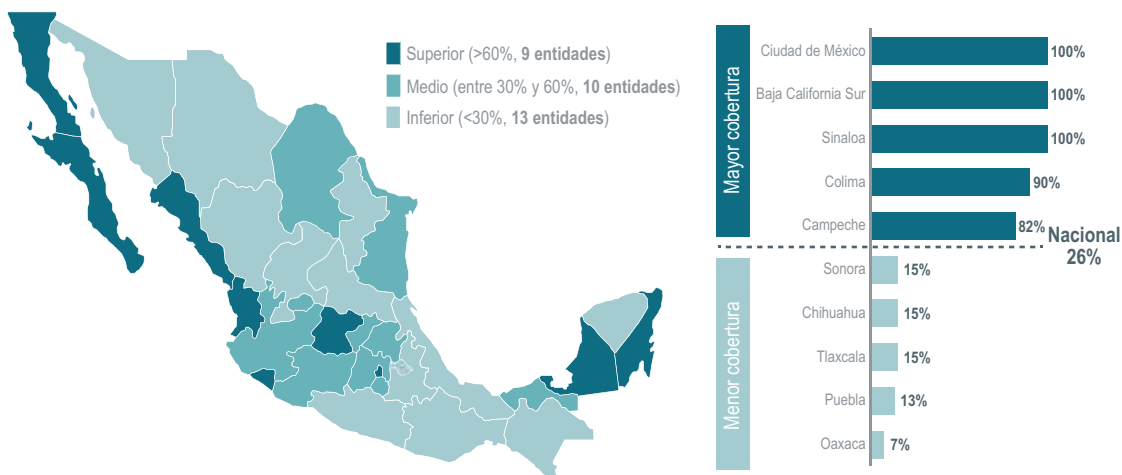 Superior (>60%, 9 entidades)
Medio (entre 30% y 60%, 10 entidades)
Inferior (<30%, 13 entidades)
Mayor cobertura
Ciudad de México 100%
Baja California Sur 100%
Sinaloa 100%
Colima 90%
Campeche 82%
Nacional
26%
Menor cobertura
Sonora 15%
Chihuahua 15%
Tlaxcala 15%
Puebla 13%
Oaxaca 7%